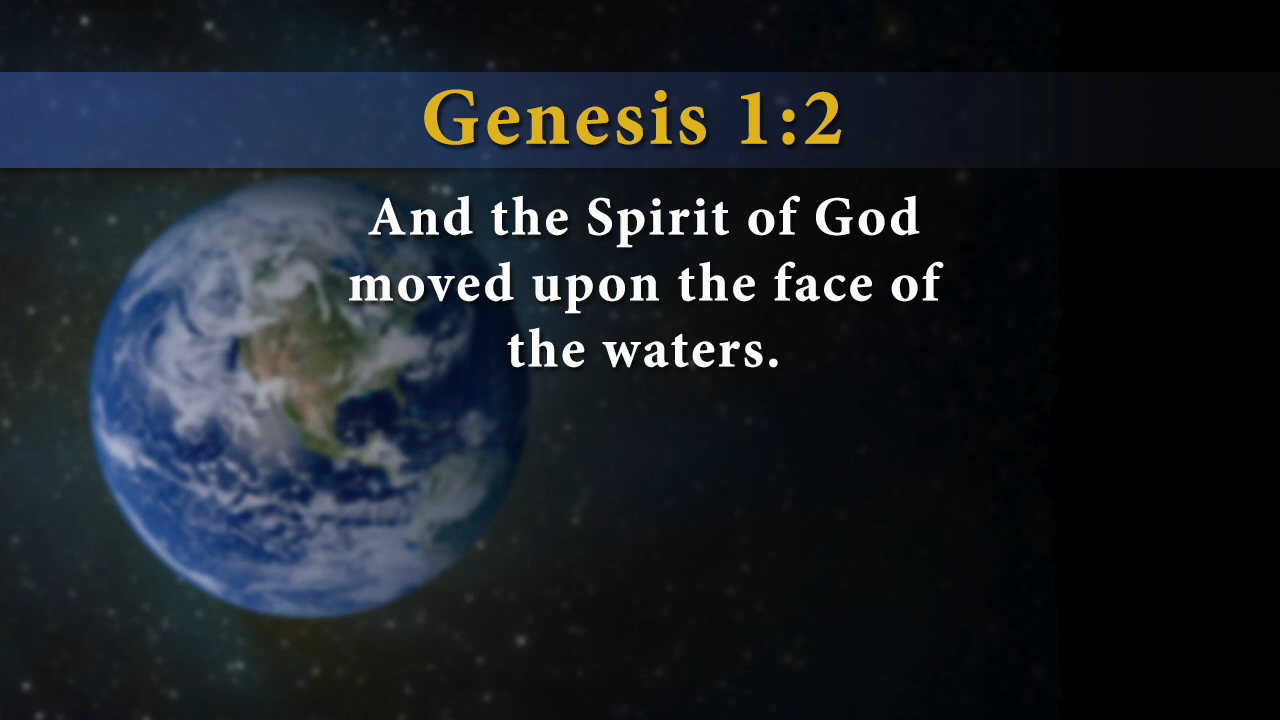 Genesis 1:2
And the Spirit of God
moved upon the face of
the waters.